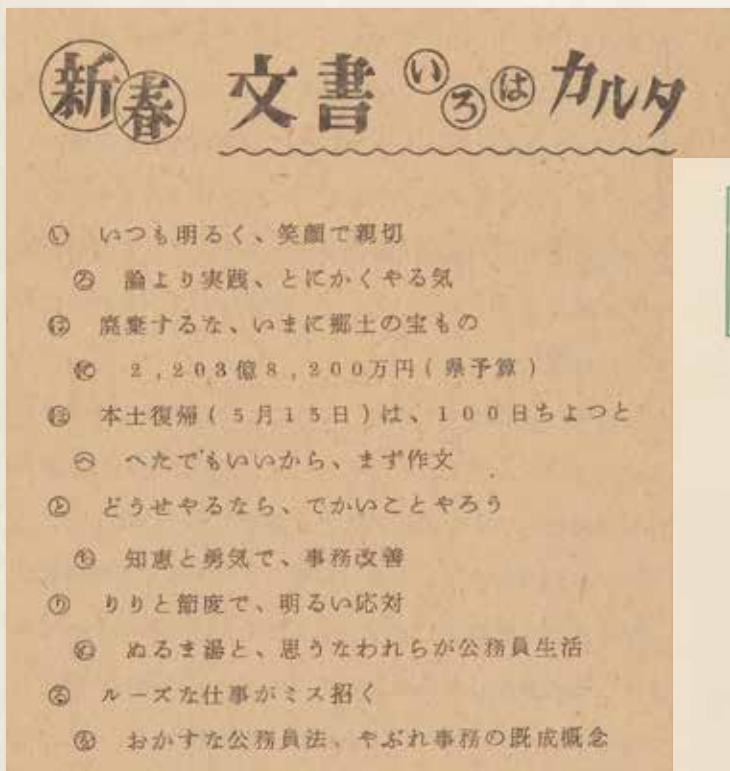 新春 文書 いろは カルタ
い いつも明るく、笑顔で親切
ろ 論より実践、とにかくやる気
は 廃棄するな、いまに郷土の宝もの
に 2,203億8,200万円(県予算)
ほ 本土復帰(5月15日)は、100日ちよつと
へ へたでもいいから、まず作文
と どうせやるなら、でかいことやろう
ち 知恵と勇気で、事務改善
り りりと節度で、明るい応対
ぬ ぬるま湯と、思うなわれらが公務員生活
る ルーズな仕事がミス招く
を おかすな公務員法、やぶれ事務の既成概念